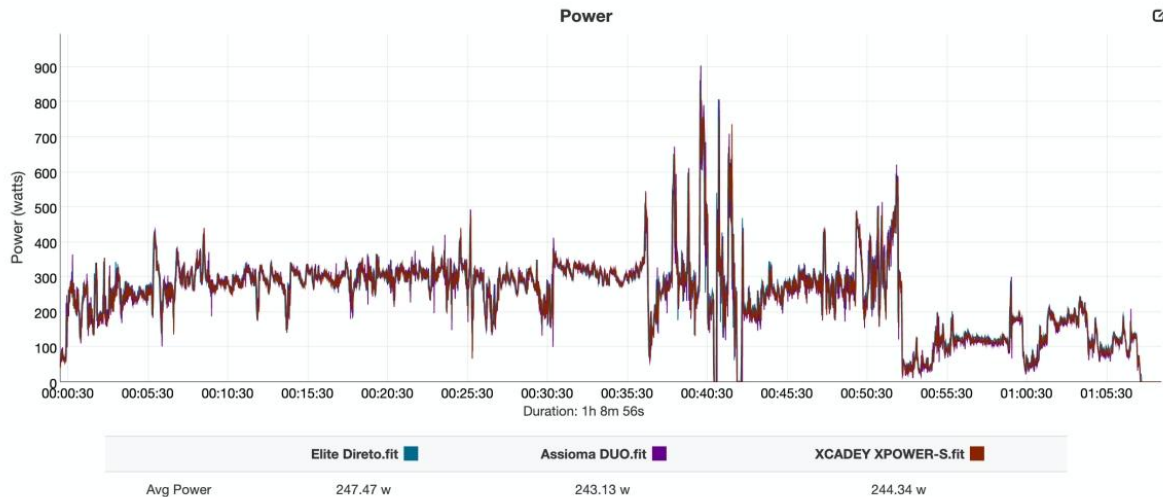 Power
Power (watts)
900
800
700
600
500
400
300
200
100
0
00:00:30 00:05:30 00:10:30 00:15:30 00:20:30 00:25:30 00:30:30 00:35:30 00:40:30 00:45:30 00:50:30 00:55:30 01:00:30 01:05:30
Duration: 1h 8m 56s
Elite Direto.fit Assioma DUO.fit XCADEY XPOWER-S.fit
Avg Power 247.47 w 243.13 w 244.34 w